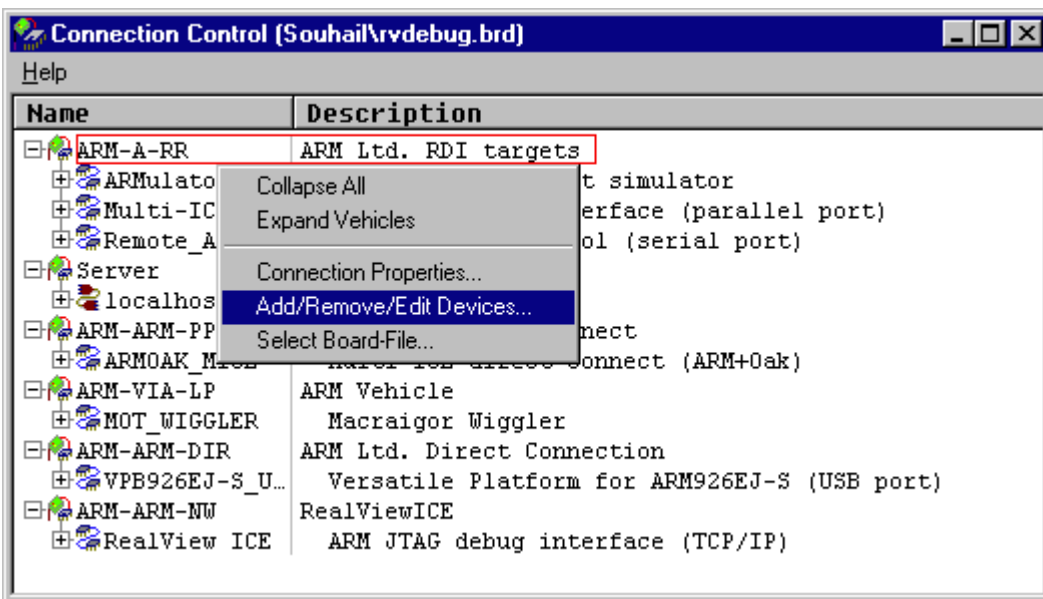 Connection Control (Souhail\rvdebug.brd)
Help
Name Description
ARM-A-RR ARM Ltd. RDI targets
ARMulato t simulator
Multi-IC erface (parallel port)
Remote_A ol (serial port)
Server
localhos
ARM-ARM-PP nect
ARMOAK onnect (ARM+Oak)
ARM-VIA-LP ARM Vehicle
MOT_WIGGLER Macraigor Wiggler
ARM-ARM-DIR ARM Ltd. Direct Connection
VPB926EJ-S_U… Versatile Platform for ARM926EJ-S (USB port)
ARM-ARM-NW RealViewICE
RealView ICE ARM JTAG debug interface (TCP/IP)
Collapse All
Expand Vehicles
Connection Properties...
Add/Remove/Edit Devices...
Select Board-File...